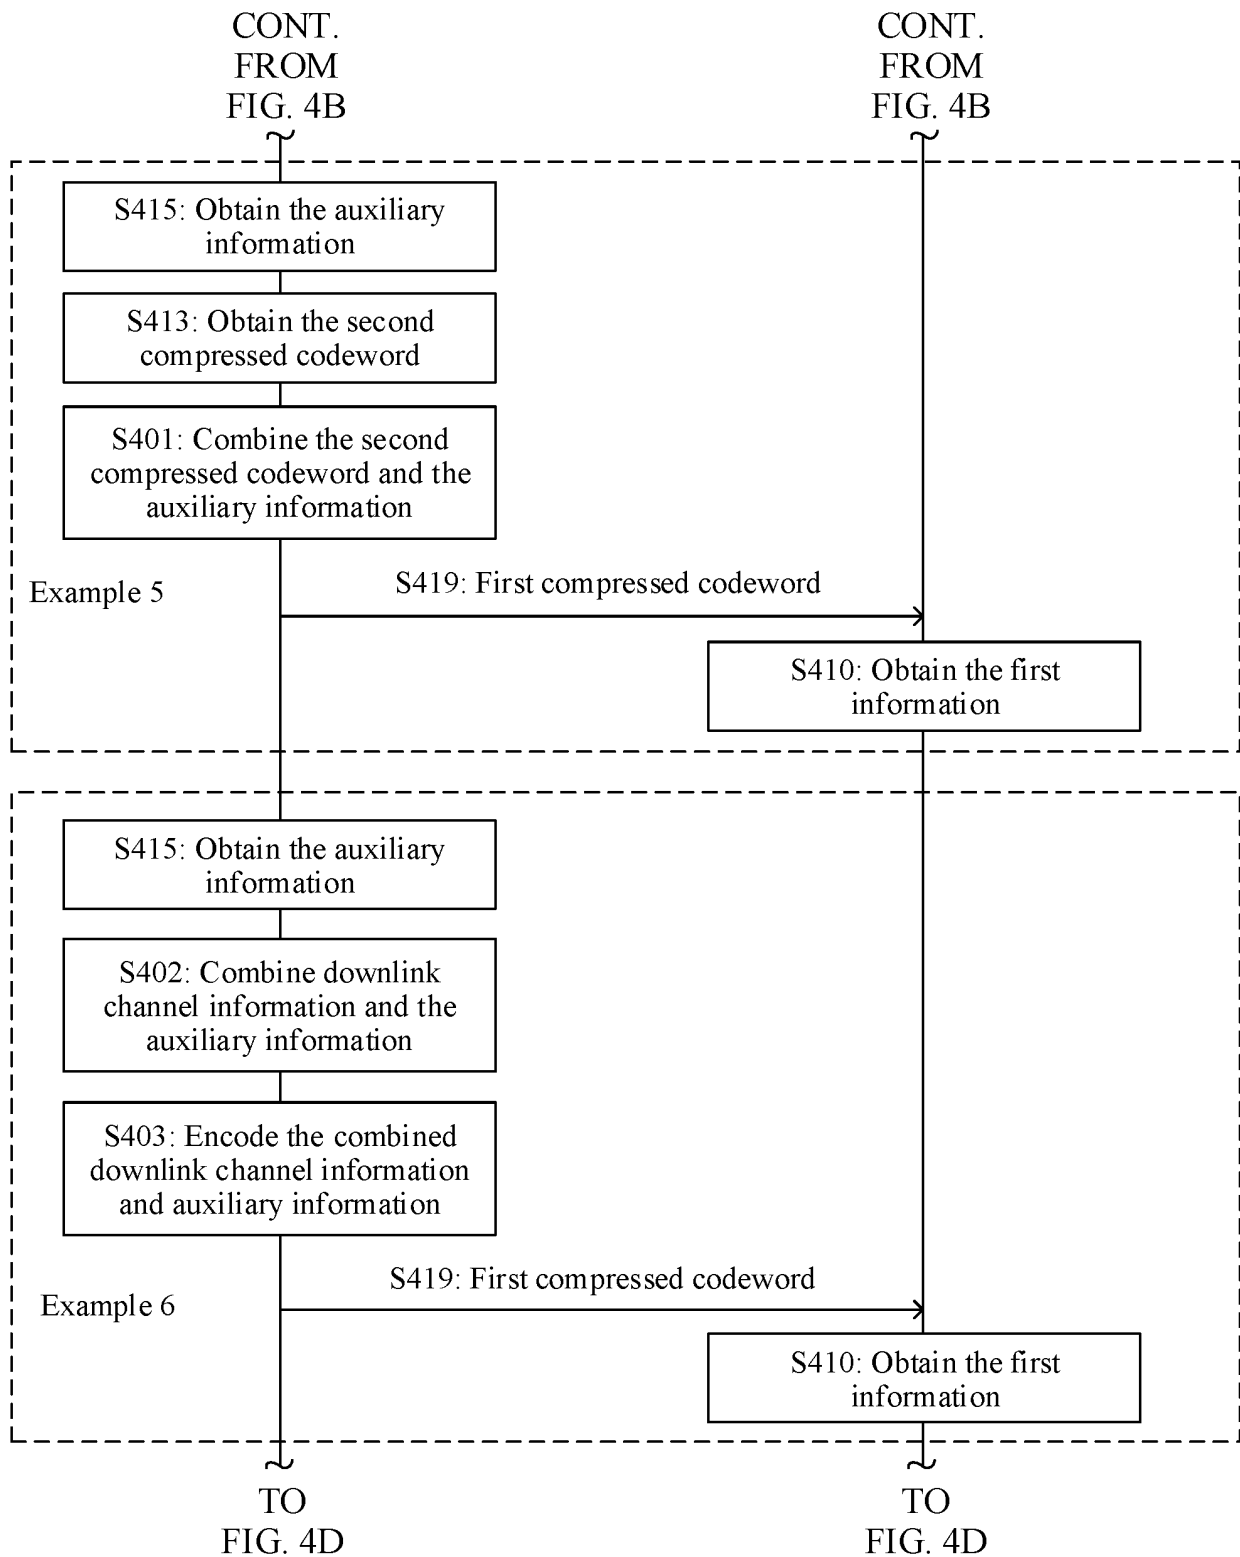 CONT.
FROM
FIG. 4B
CONT.
FROM
FIG. 4B
S415: Obtain the auxiliary
information
S413: Obtain the second
compressed codeword
S401: Combine the second
compressed codeword and the
auxiliary information
Example 5
S419: First compressed codeword
S410: Obtain the first
information
S415: Obtain the auxiliary
information
S402: Combine downlink
channel information and the
auxiliary information
S403: Encode the combined
downlink channel information
and auxiliary information
Example 6
S419: First compressed codeword
S410: Obtain the first
information
TO
FIG. 4D
TO
FIG. 4D